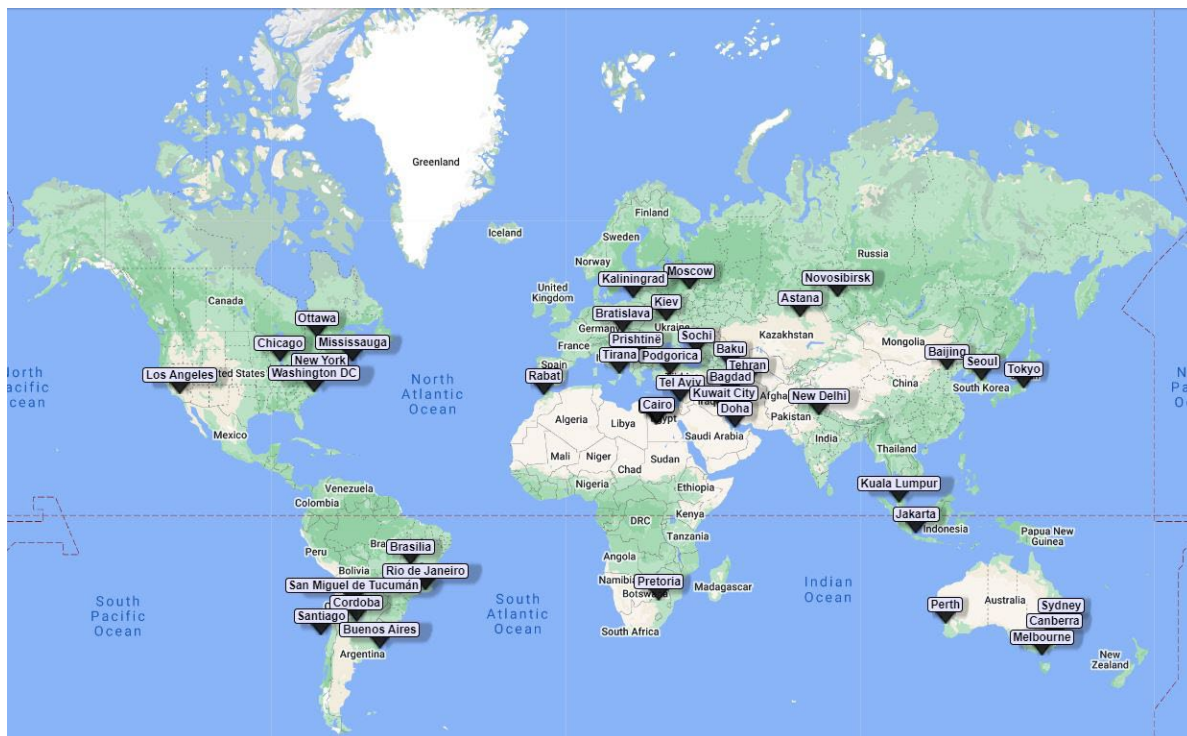 Greenland
Iceland
Finland
Sweden
Norway
Russia
Kaliningrad
Moscow
Novosibirsk
United
Kingdom
Kiev
Astana
Canada
Bratislava
Ottawa
Germany
Ukraine
Kazakhstan
Mongolia
Chicago
Mississauga
France
Prishtinë
Sochi
Baku
Baijing
Seoul
Tokyo
New York
Tirana
Podgorica
Tehran
Spain
Los Angeles
Washington DC
Rabat
Tel Aviv
Bagdad
Kuwait City
New Delhi
China
South Korea
North
Atlantic
Ocean
Cairo
Doha
Pakistan
Mexico
Algeria
Libya
Egypt
Saudi Arabia
India
Mali
Niger
Chad
Sudan
Thailand
Venezuela
Colombia
Nigeria
Ethiopia
Kuala Lumpur
DRC
Kenya
Tanzania
Jakarta
Indonesia
Papua New
Guinea
Peru
Brasilia
Bolivia
Rio de Janeiro
Angola
San Miguel de Tucumán
Pretoria
Madagascar
Botswana
Indian
Ocean
Cordoba
Santiago
Buenos Aires
Argentina
South
Pacific
Ocean
South
Atlantic
Ocean
South Africa
Perth
Australia
Sydney
Canberra
Melbourne
New
Zealand